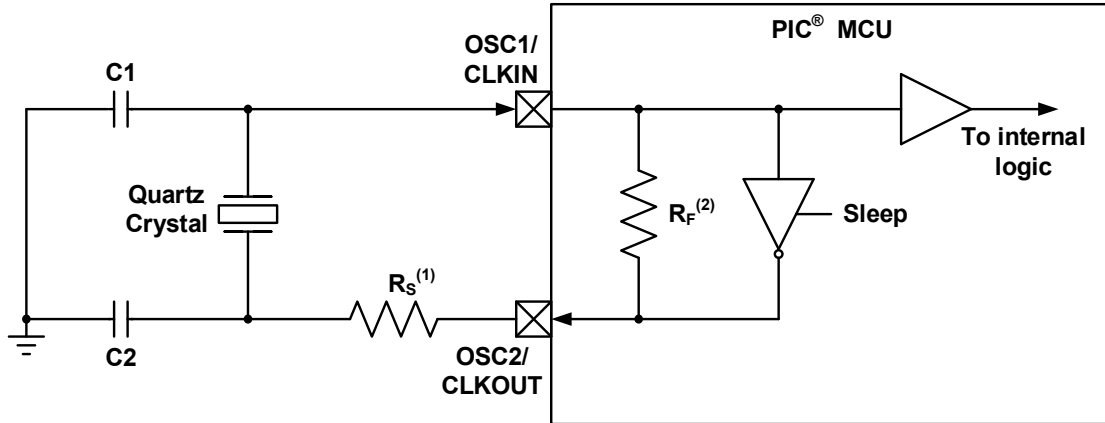 PIC® MCU
OSC1/
CLKIN
C1
To internal
logic
Quartz
Crystal
RF(2)
Sleep
RS(1)
C2
OSC2/
CLKOUT